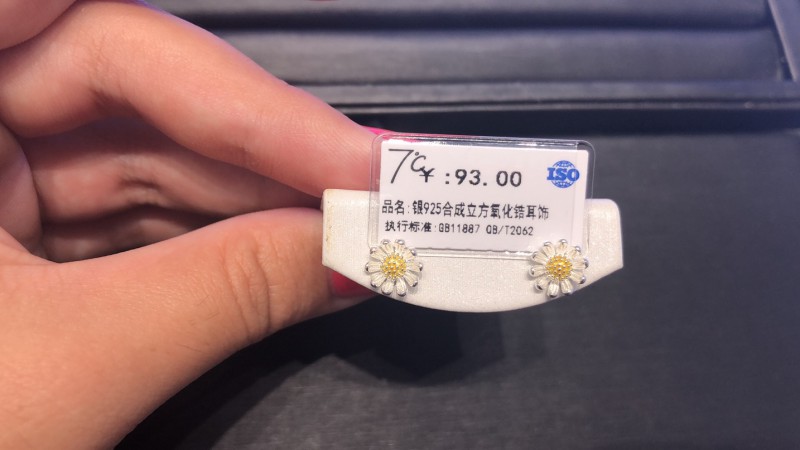 7℃ ¥:93.00
ISO
品名:银925合成立方氧化锆耳饰
执行标准:GB11887 QB/T2062